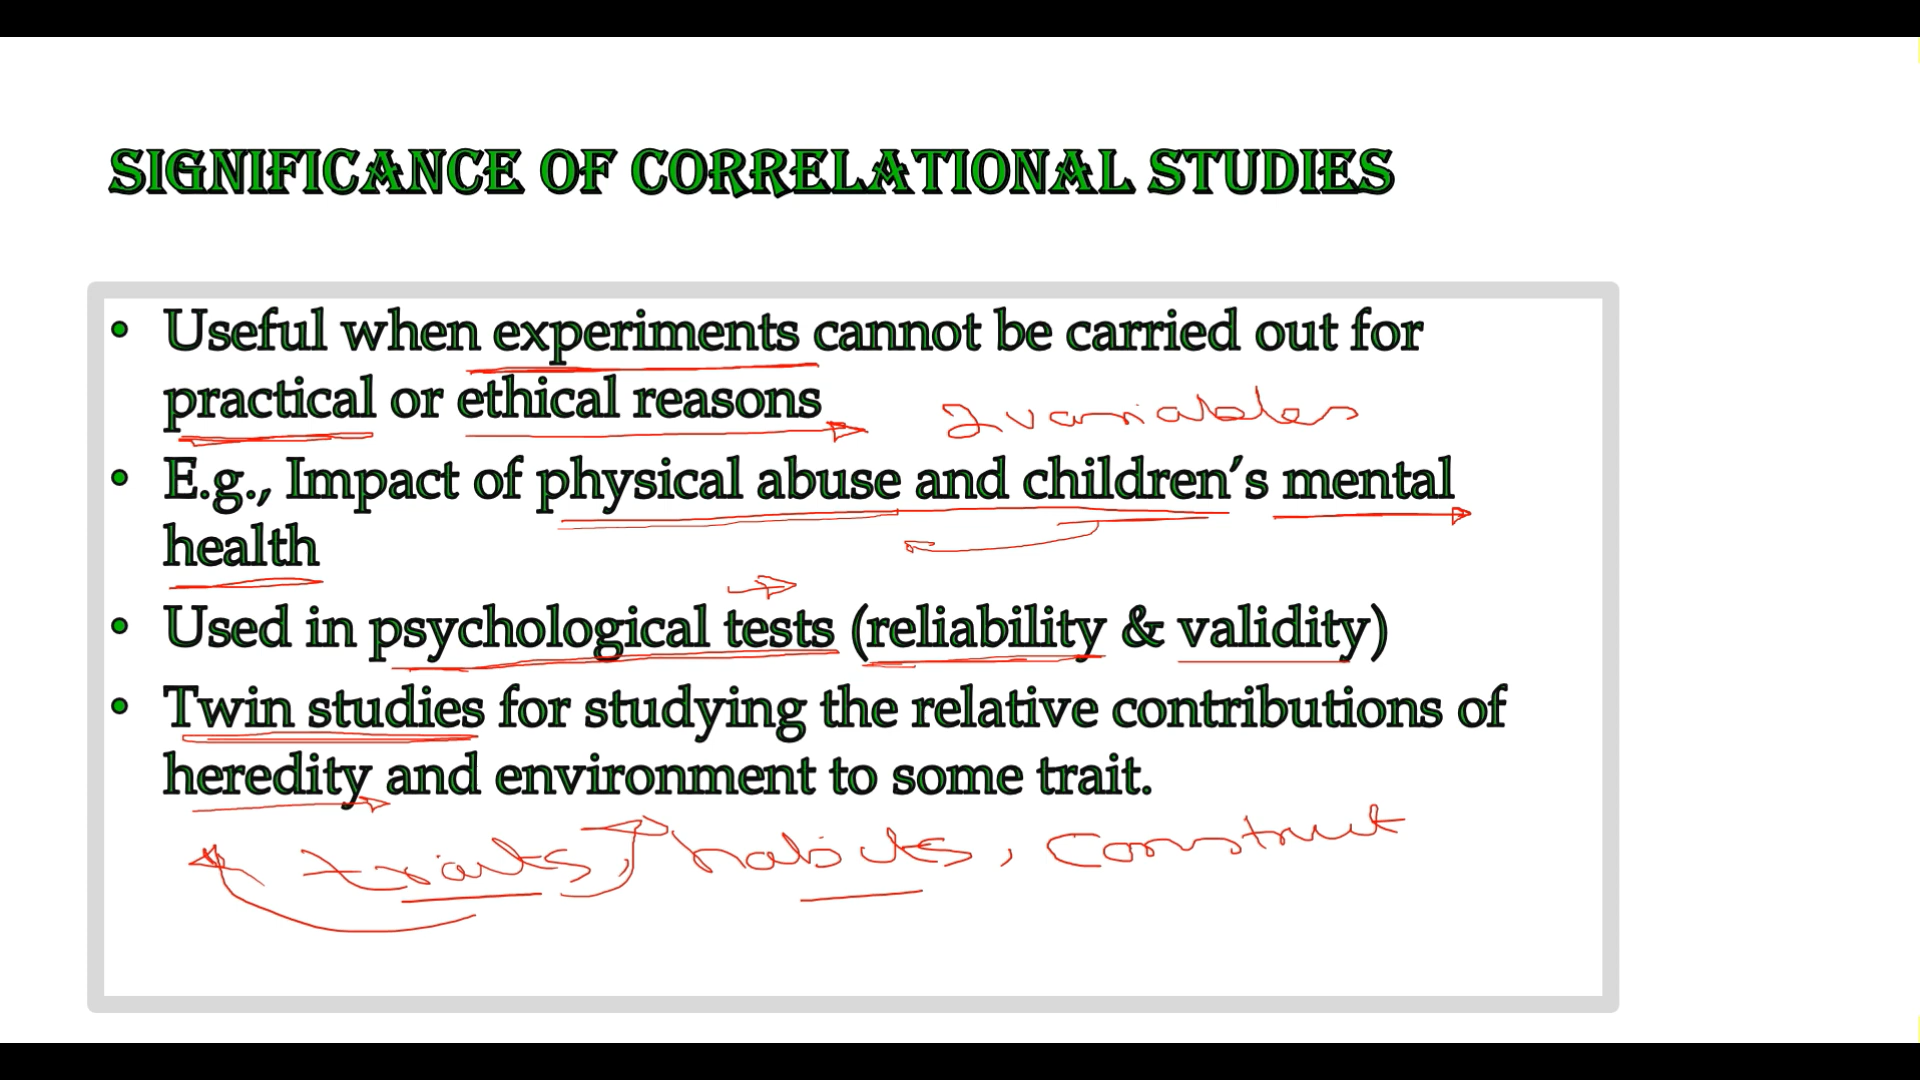 SIGNIFICANCE OF CORRELATIONAL STUDIES
• Useful when experiments cannot be carried out for
practical or ethical reasons
2 variables
• E.g., Impact of physical abuse and children’s mental
health
• Used in psychological tests (reliability & validity)
• Twin studies for studying the relative contributions of
heredity and environment to some trait.
traits, habits, construct